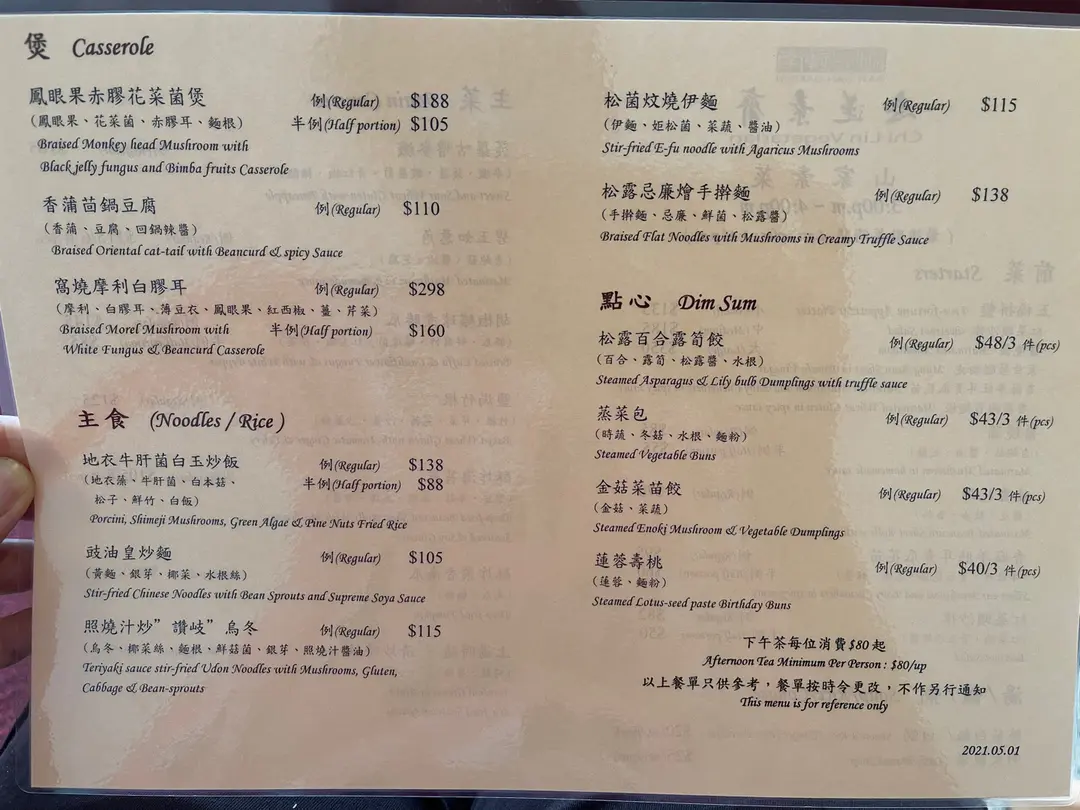 煲 Casserole
鳳眼果赤膠花菜菌煲 例(Regular) $188
(鳳眼果、花菜菌、赤膠耳、麵根) 半例(Half portion) $105
Braised Monkey head Mushroom with
Black jelly fungus and Bimba fruits Casserole
香蒲茴鍋豆腐 例(Regular) $110
(香蒲、豆腐、回鍋辣醬)
Braised Oriental cat-tail with Beancurd & spicy Sauce
窩燒摩利白膠耳 例(Regular) $298
(摩利、白膠耳、薄豆衣、鳳眼果、紅西椒、薑、芹菜)
Braised Morel Mushroom with 半例(Half portion) $160
White Fungus & Beancurd Casserole
主食 (Noodles / Rice )
地衣牛肝菌白玉炒飯 例(Regular) $138
(地衣藻、牛肝菌、白本菇、 半例(Half portion) $88
松子、鮮竹、白飯)
Porcini, Shimeji Mushrooms, Green Algae & Pine Nuts Fried Rice
豉油皇炒麵 例(Regular) $105
(黃麵、銀芽、椰菜、水根絲)
Stir-fried Chinese Noodles with Bean Sprouts and Supreme Soya Sauce
照燒汁炒”讚岐”烏冬 例(Regular) $115
(烏冬、椰菜絲、麵根、鮮菇菌、銀芽、照燒汁醬油)
Teriyaki sauce stir-fried Udon Noodles with Mushrooms, Gluten,
Cabbage & Bean-sprouts
松菌炆燒伊麵 例(Regular) $115
(伊麵、姬松菌、菜蔬、醬油)
Stir-fried E-fu noodle with Agaricus Mushrooms
松露忌廉燴手擀麵 例(Regular) $138
(手擀麵、忌廉、鮮菌、松露醬)
Braised Flat Noodles with Mushrooms in Creamy Truffle Sauce
點心 Dim Sum
松露百合露筍餃 例(Regular) $48/3 件(pcs)
(百合、露筍、松露醬、水根)
Steamed Asparagus & Lily bulb Dumplings with truffle sauce
蒸菜包 例(Regular) $43/3 件(pcs)
(時蔬、冬菇、水根、麵粉)
Steamed Vegetable Buns
金菇菜苗餃 例(Regular) $43/3 件(pcs)
(金菇、菜蔬)
Steamed Enoki Mushroom & Vegetable Dumplings
蓮蓉壽桃 例(Regular) $40/3 件(pcs)
(蓮蓉、麵粉)
Steamed Lotus-seed paste Birthday Buns
下午茶每位消費$80起
Afternoon Tea Minimum Per Person : $80/up
以上餐單只供參考，餐單按時令更改，不作另行通知
This menu is for reference only
2021.05.01